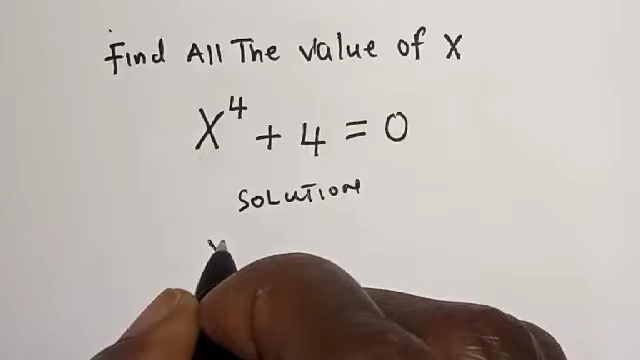 Find All The Value of X
X⁴ + 4 = 0
SOLUTION